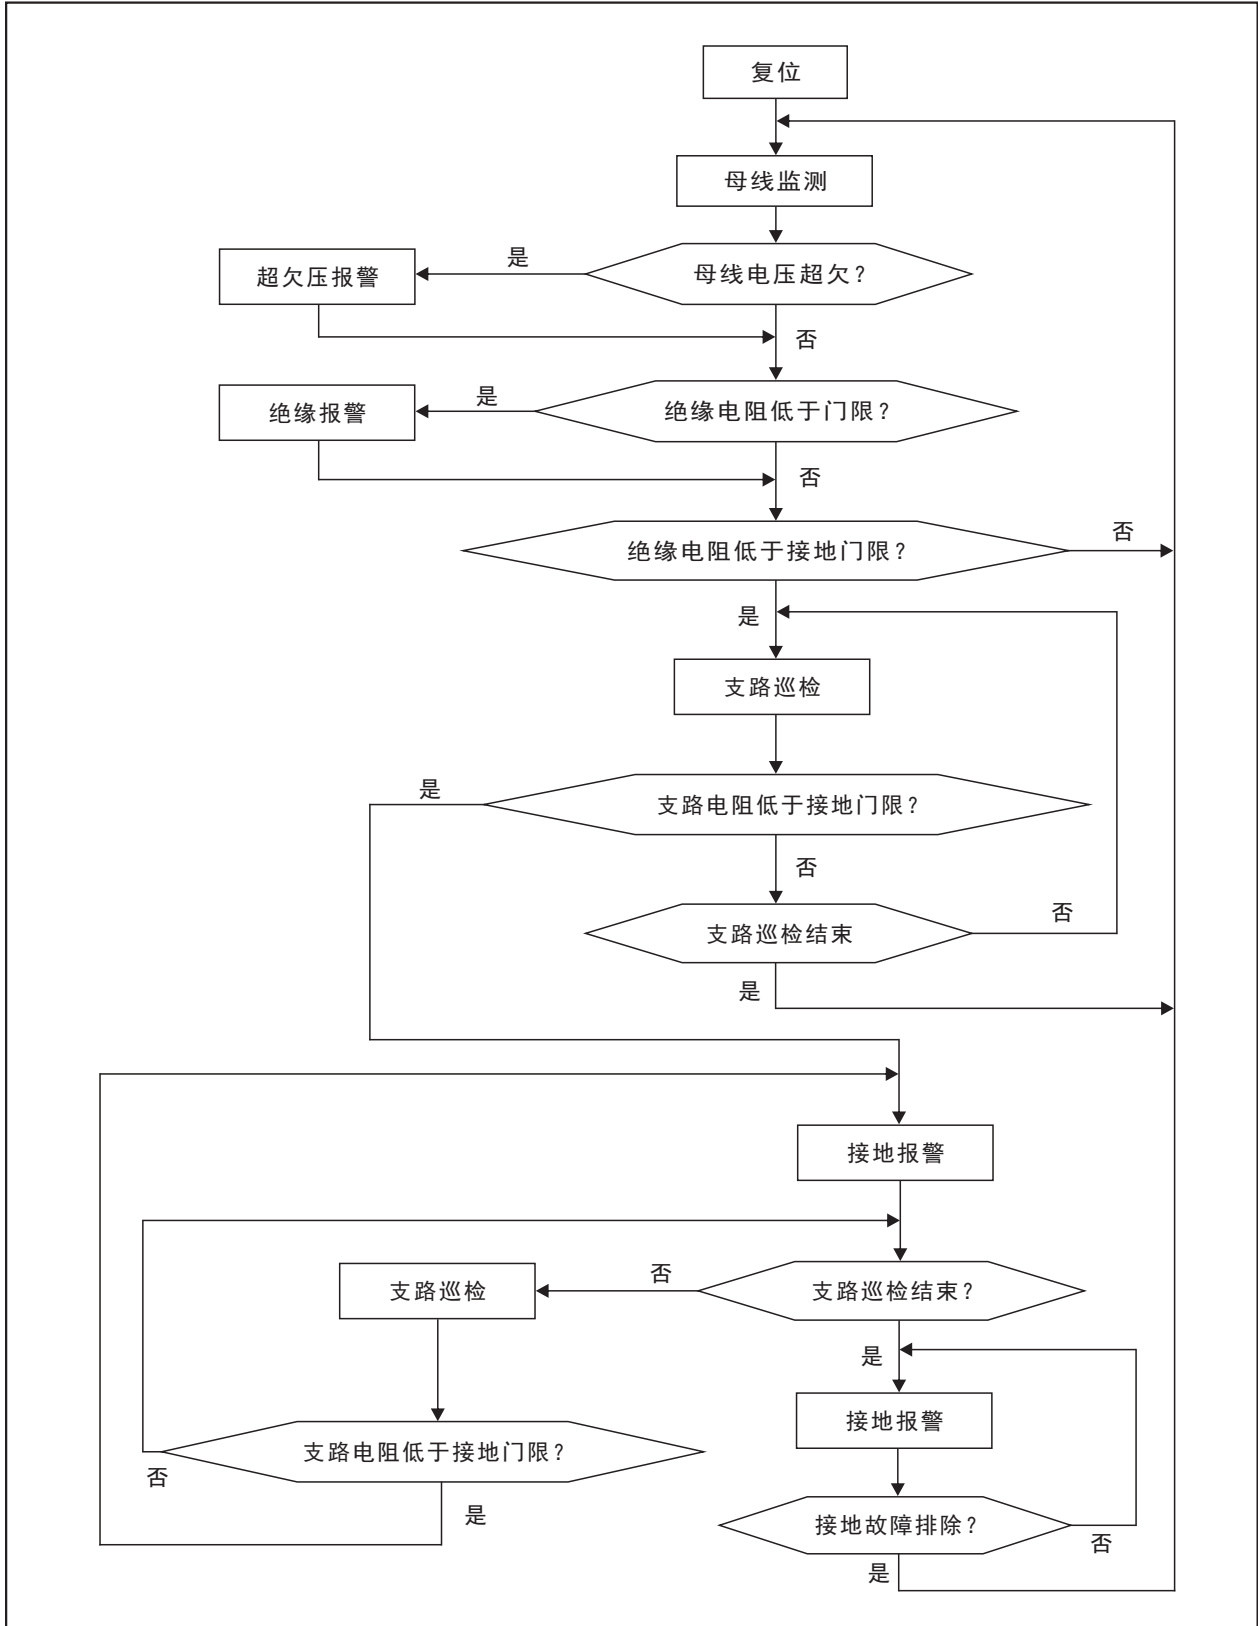 复位
母线监测
是
母线电压超欠？
超欠压报警
否
是
绝缘电阻低于门限？
绝缘报警
否
绝缘电阻低于接地门限？
否
是
支路巡检
是
支路电阻低于接地门限？
否
支路巡检结束
否
是
接地报警
支路巡检
否
支路巡检结束？
是
接地报警
支路电阻低于接地门限？
否
是
接地故障排除？
否
是